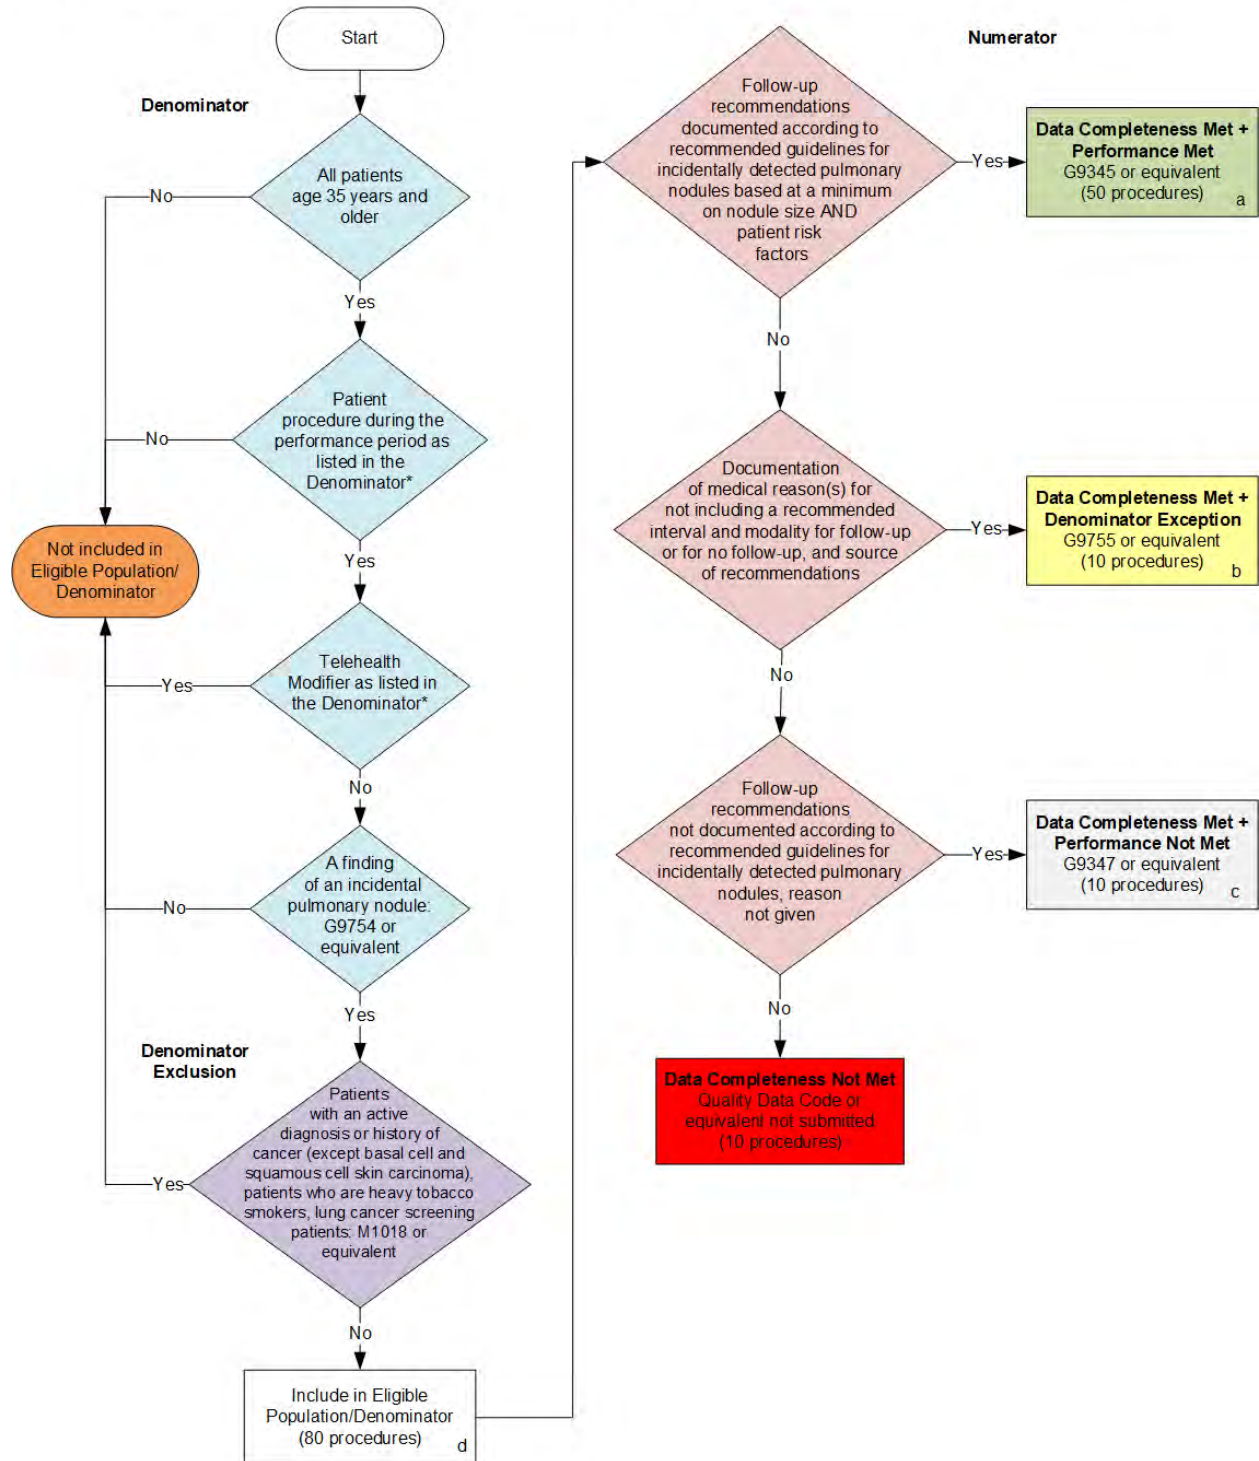 Start
Denominator
All patients
age 35 years and
older
No
Yes
Patient
procedure during the
performance period as
listed in the
Denominator*
No
Yes
Not included in
Eligible Population/
Denominator
Telehealth
Modifier as listed in
the Denominator*
Yes
No
A finding
of an incidental
pulmonary nodule:
G9754 or
equivalent
No
Yes
Denominator
Exclusion
Patients
with an active
diagnosis or history of
cancer (except basal cell and
squamous cell skin carcinoma),
patients who are heavy tobacco
smokers, lung cancer screening
patients: M1018 or
equivalent
Yes
No
Include in Eligible
Population/Denominator
(80 procedures)
d
Numerator
Follow-up
recommendations
documented according to
recommended guidelines for
incidentally detected pulmonary
nodules based at a minimum
on nodule size AND
patient risk
factors
Yes
Data Completeness Met +
Performance Met
G9345 or equivalent
(50 procedures)
a
No
Documentation
of medical reason(s) for
not including a recommended
interval and modality for follow-up
or for no follow-up, and source
of recommendations
Yes
Data Completeness Met +
Denominator Exception
G9755 or equivalent
(10 procedures)
b
No
Follow-up
recommendations
not documented according to
recommended guidelines for
incidentally detected pulmonary
nodules, reason
not given
Yes
Data Completeness Met +
Performance Not Met
G9347 or equivalent
(10 procedures)
c
No
Data Completeness Not Met
Quality Data Code or
equivalent not submitted
(10 procedures)